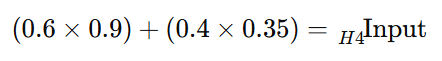 (0.6 × 0.9) + (0.4 × 0.35) = H4Input